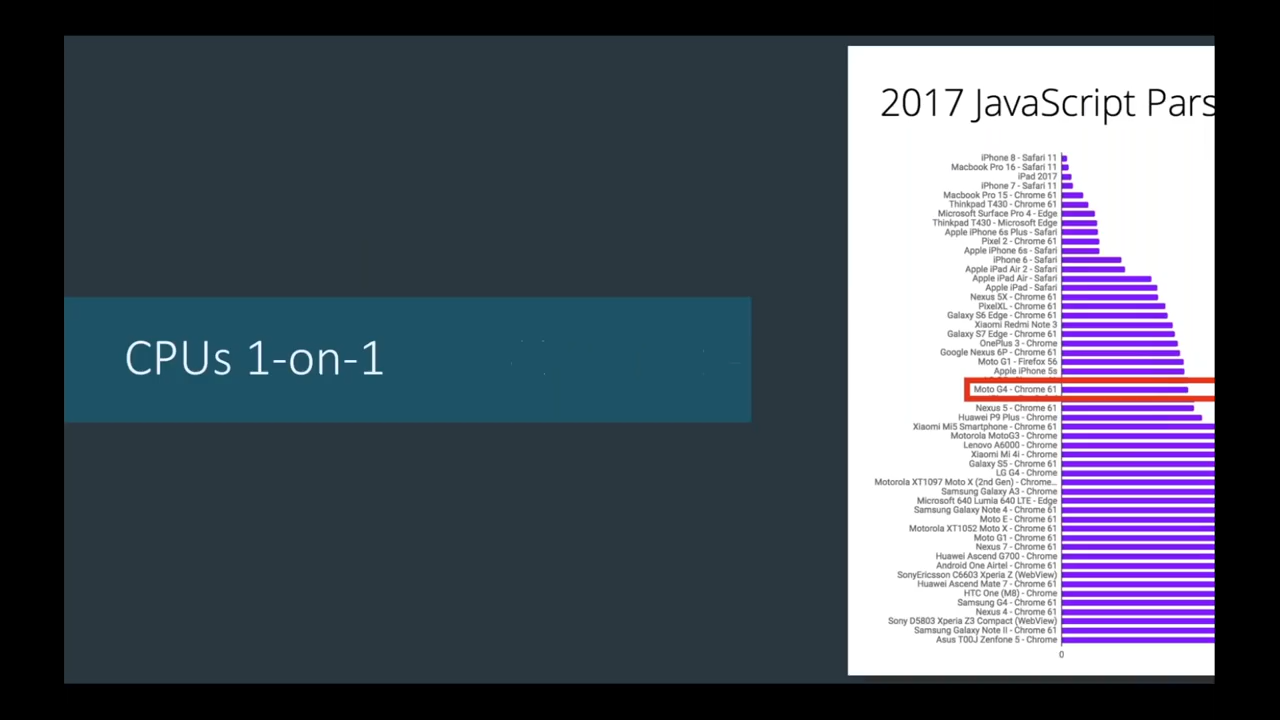 CPUs 1-on-1
2017 JavaScript Pars
iPhone 8 - Safari 11
Macbook Pro 16 - Safari 11
iPad 2017
iPhone 7 - Safari 11
Macbook Pro 15 - Chrome 61
Thinkpad T430 - Chrome 61
Microsoft Surface Pro 4 - Edge
Thinkpad T430 - Microsoft Edge
Apple iPhone 6s Plus - Safari
Pixel 2 - Chrome 61
Apple iPhone 6s - Safari
iPhone 6 - Safari
Apple iPad Air 2 - Safari
Apple iPad Air - Safari
Apple iPad - Safari
Nexus 5X - Chrome 61
PixelXL - Chrome 61
Galaxy S6 Edge - Chrome 61
Xiaomi Redmi Note 3
Galaxy S7 Edge - Chrome 61
OnePlus 3 - Chrome
Google Nexus 6P - Chrome 61
Moto G1 - Firefox 56
Apple iPhone 5s
Moto G4 - Chrome 61
Nexus 5 - Chrome 61
Huawei P9 Plus - Chrome
Xiaomi Mi5 Smartphone - Chrome 61
Motorola MotoG3 - Chrome
Lenovo A6000 - Chrome 61
Xiaomi Mi 4i - Chrome
Galaxy S5 - Chrome 61
LG G4 - Chrome
Motorola XT1097 Moto X (2nd Gen) - Chrome...
Samsung Galaxy A3 - Chrome
Microsoft 640 Lumia 640 LTE - Edge
Samsung Galaxy Note 4 - Chrome 61
Moto E - Chrome 61
Motorola XT1052 Moto X - Chrome
Moto G1 - Chrome 61
Nexus 7 - Chrome 61
Huawei Ascend G700 - Chrome
Android One Airtel - Chrome 61
SonyEricsson C6603 Xperia Z (WebView)
Huawei Ascend Mate 7 - Chrome 61
HTC One (M8) - Chrome
Samsung G4 - Chrome 61
Nexus 4 - Chrome 61
Sony D5803 Xperia Z3 Compact (WebView)
Samsung Galaxy Note II - Chrome 61
Asus T00J Zenfone 5 - Chrome
0